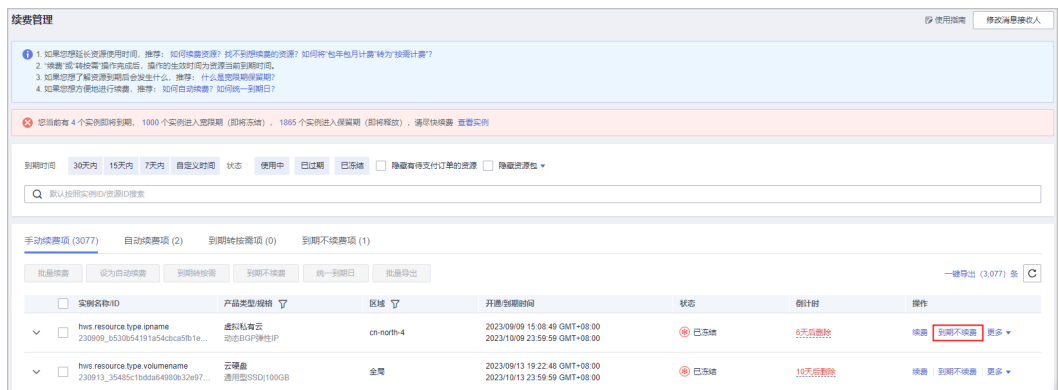 续费管理
使用指南
修改消息接收人
1. 如果您想延长资源使用时间，推荐： 如何续费资源？找不到想续费的资源？如何将"包年包月计费"转为"按需计费"？
2. "续费"或"转按需"操作完成后，操作的生效时间为资源当前到期时间。
3. 如果您想了解资源到期后会发生什么，推荐： 什么是宽限期保留期？
4. 如果您想方便地进行续费，推荐： 如何自动续费？如何统一到期日？
您当前有 4 个实例即将到期， 1000 个实例进入宽限期（即将冻结）， 1865 个实例进入保留期（即将释放），请尽快续费 查看实例
到期时间 30天内 15天内 7天内 自定义时间 状态 使用中 已过期 已冻结 隐藏有待支付订单的资源 隐藏资源包
默认按照实例ID/资源ID搜索
手动续费项 (3077) 自动续费项 (2) 到期转按需项 (0) 到期不续费项 (1)
批量续费 设为自动续费 到期转按需 到期不续费 统一到期日 批量导出 一键导出（3,077）条
实例名称/ID 产品类型/规格 区域 开通/到期时间 状态 倒计时 操作
hws.resource.type.ipname 虚拟私有云 2023/09/09 15:08:49 GMT+08:00
cn-north-4 已冻结 6天后删除 续费 到期不续费 更多
230909_b530b54191a54cbca5fb1e... 动态BGP弹性IP 2023/10/09 23:59:59 GMT+08:00
hws.resource.type.volumename 云硬盘 2023/09/13 19:22:48 GMT+08:00
全局 已冻结 10天后删除 续费 到期不续费 更多
230913_35485c1bdda64980b32e97... 通用型SSD|100GB 2023/10/13 23:59:59 GMT+08:00